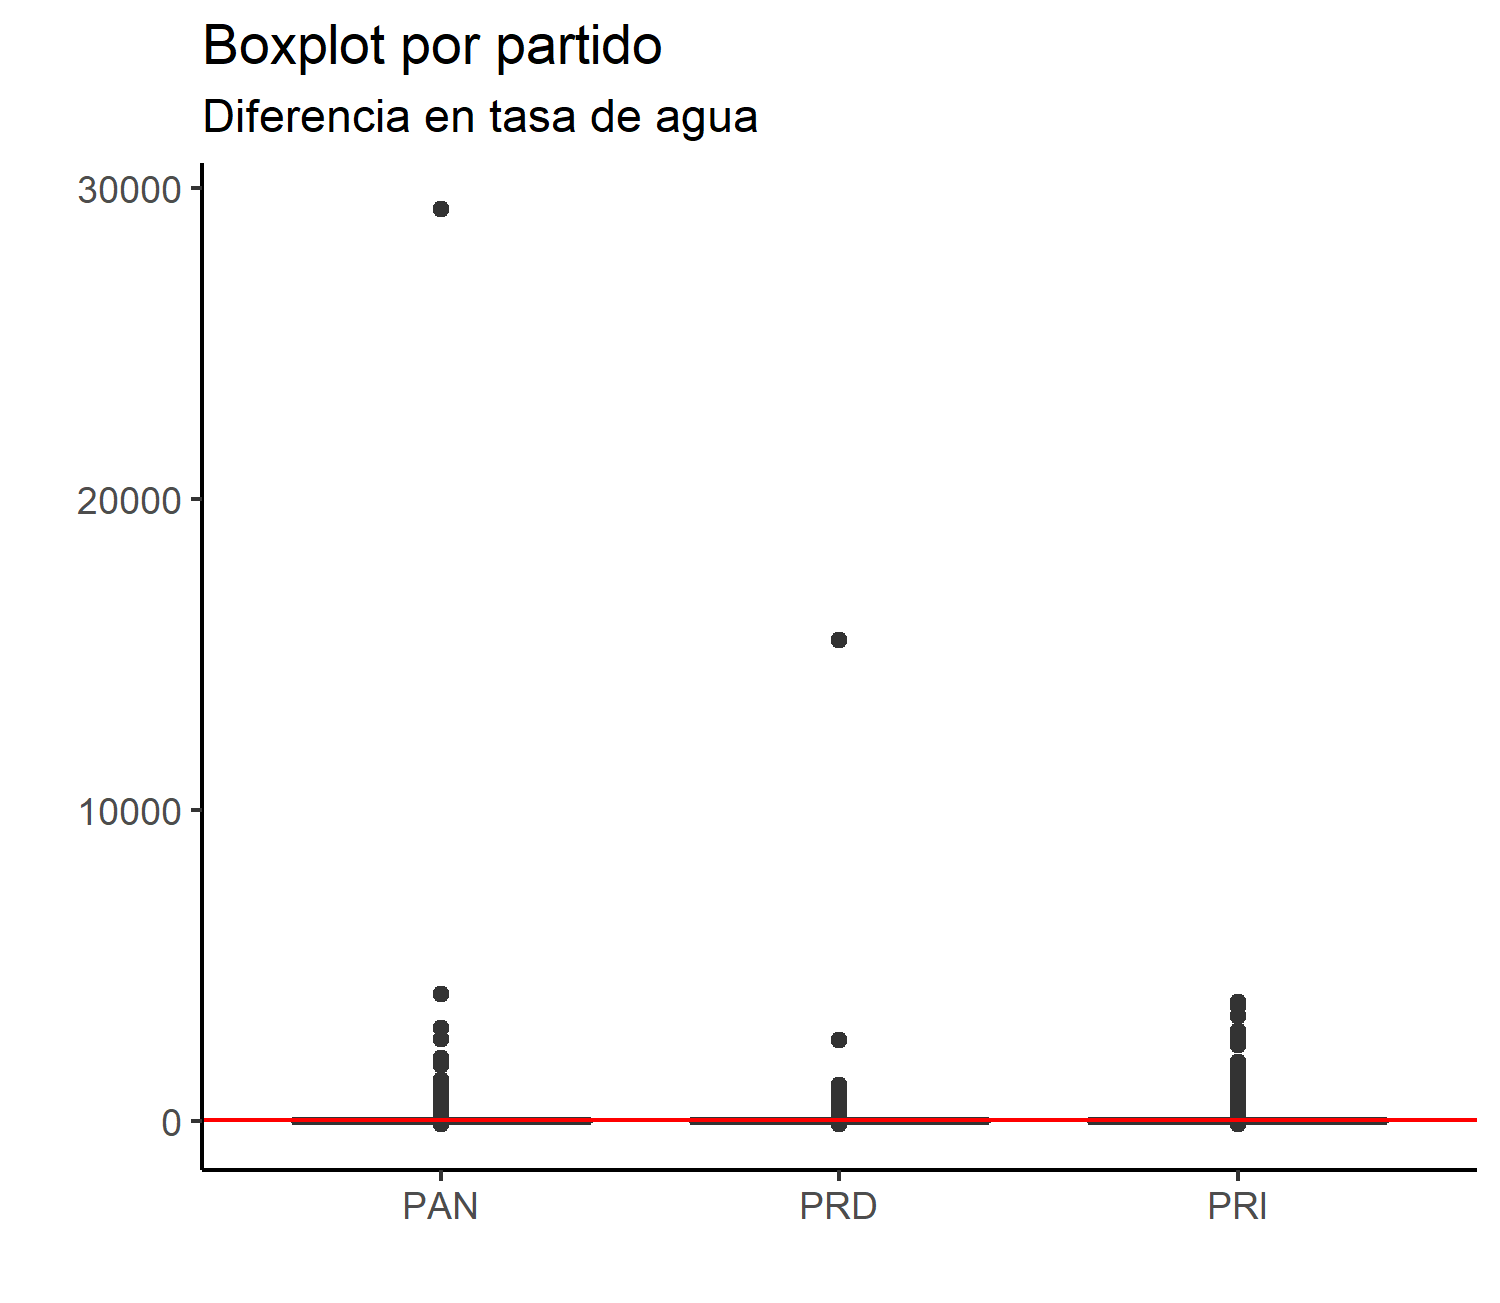 Boxplot por partido
Diferencia en tasa de agua
30000
20000
10000
0
PAN
PRD
PRI